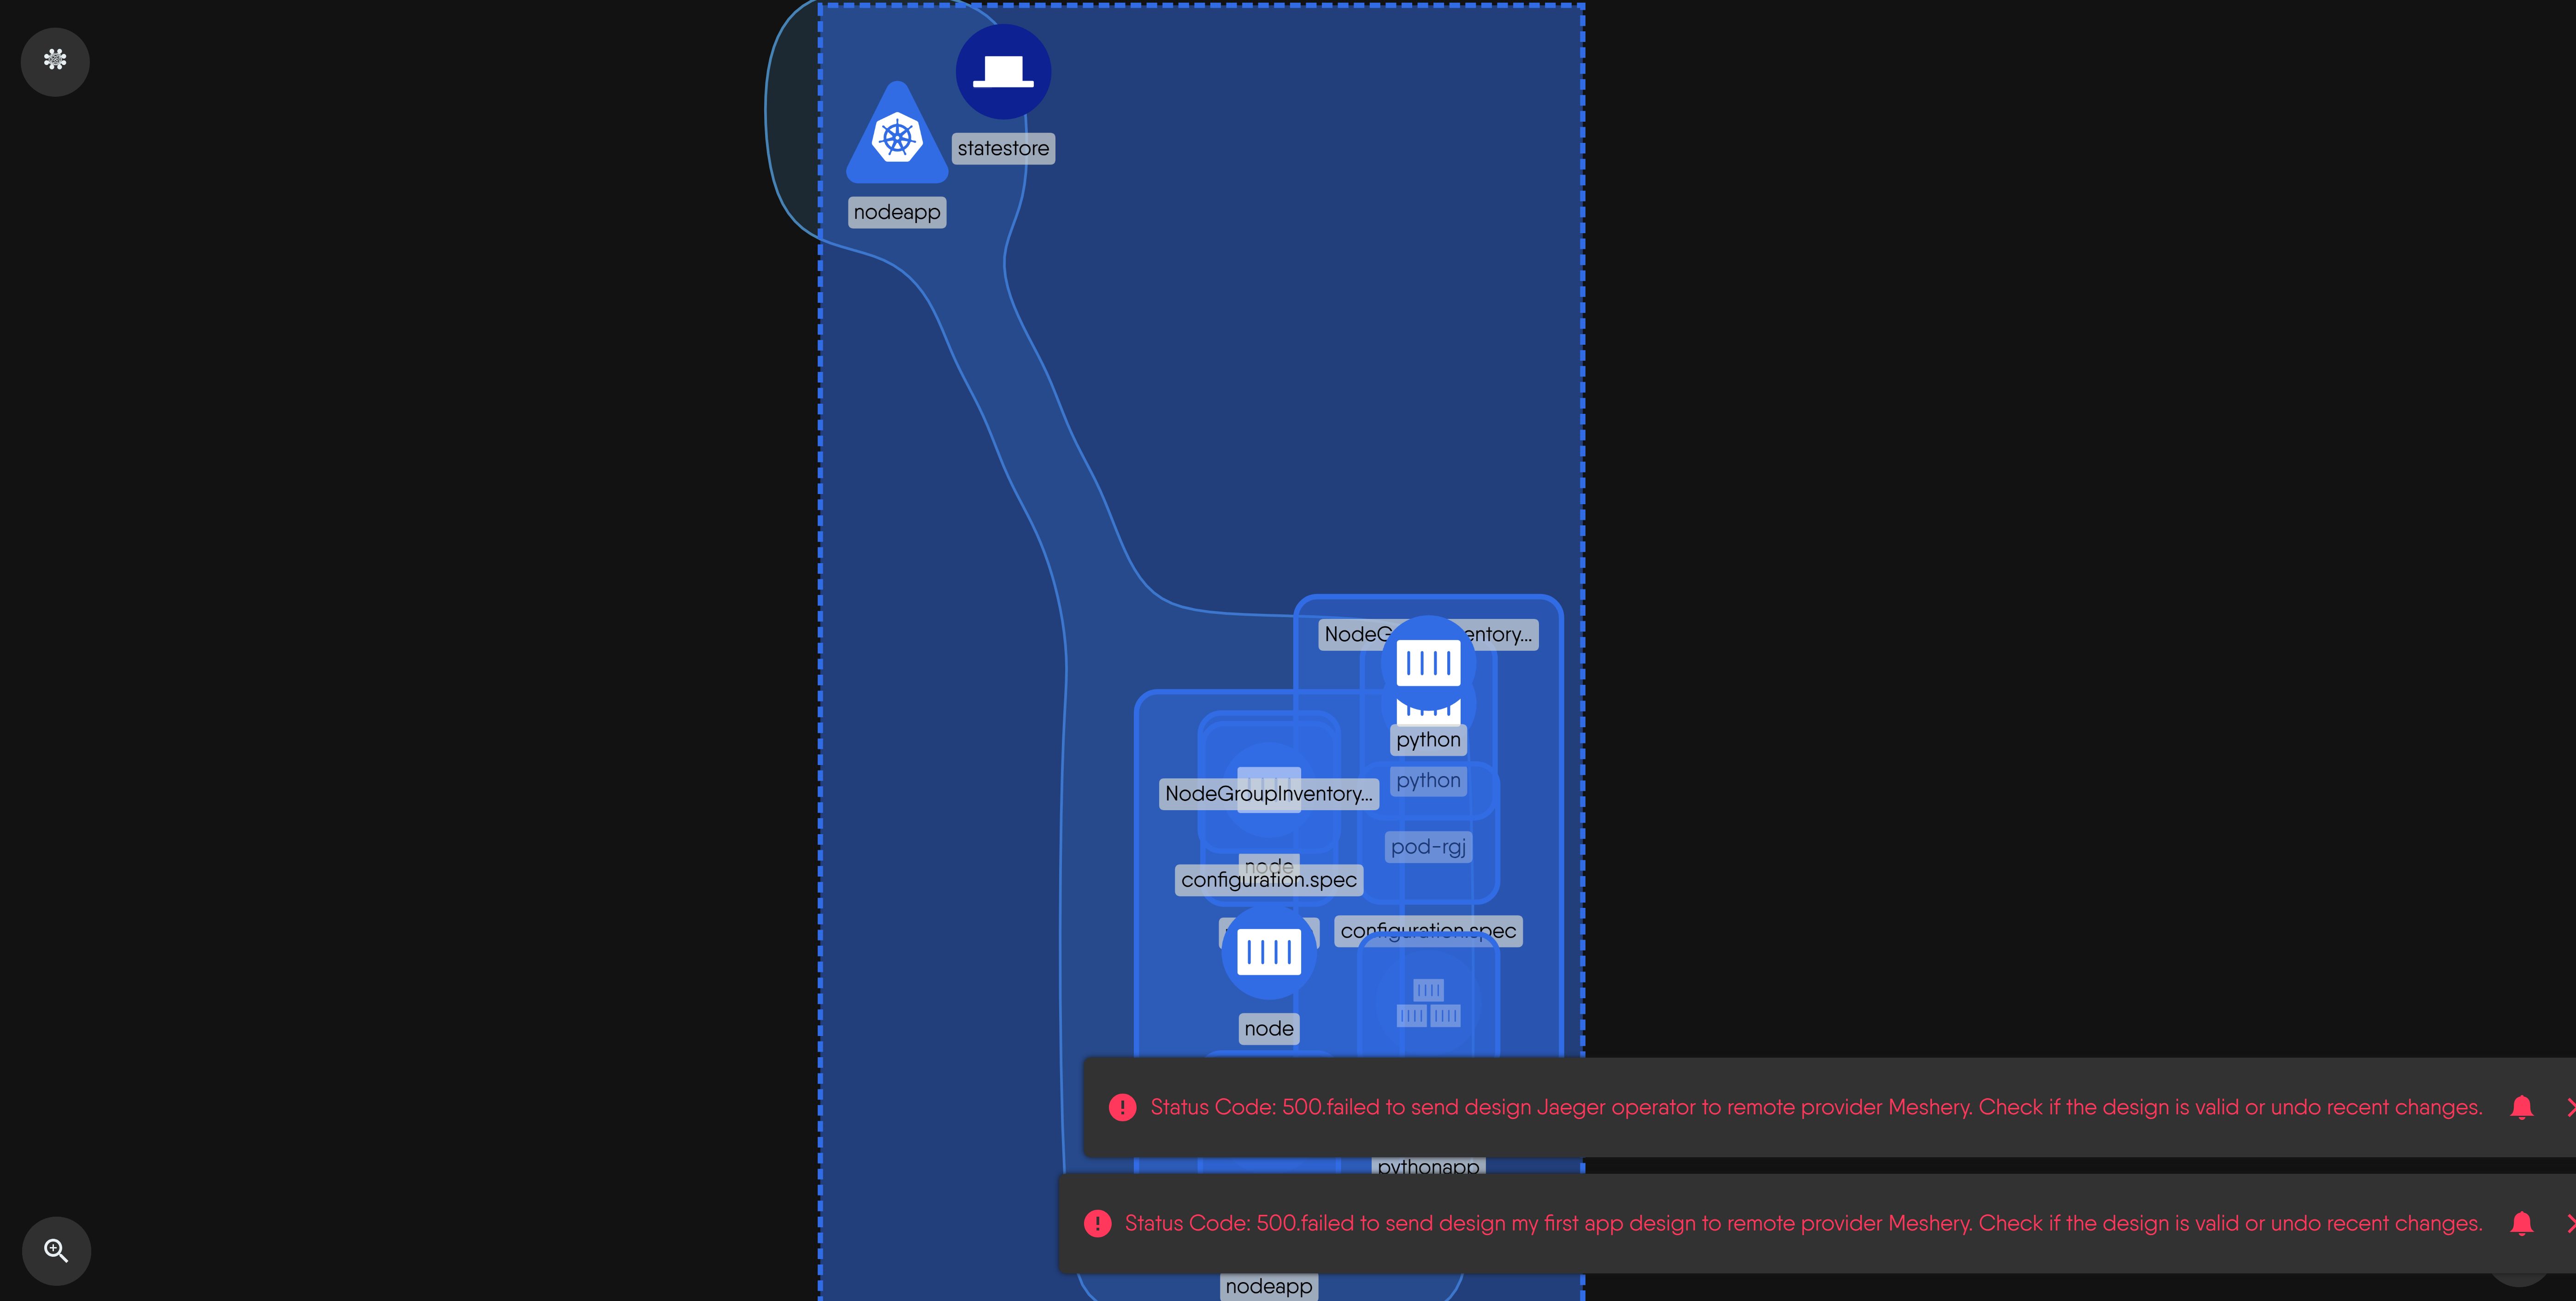 statestore
nodeapp
python
python
NodeGroupInventory...
pod-rgj
node
configuration.spec
configuration.spec
node
Status Code: 500.failed to send design Jaeger operator to remote provider Meshery. Check if the design is valid or undo recent changes.
pythonapp
Status Code: 500.failed to send design my first app design to remote provider Meshery. Check if the design is valid or undo recent changes.
nodeapp